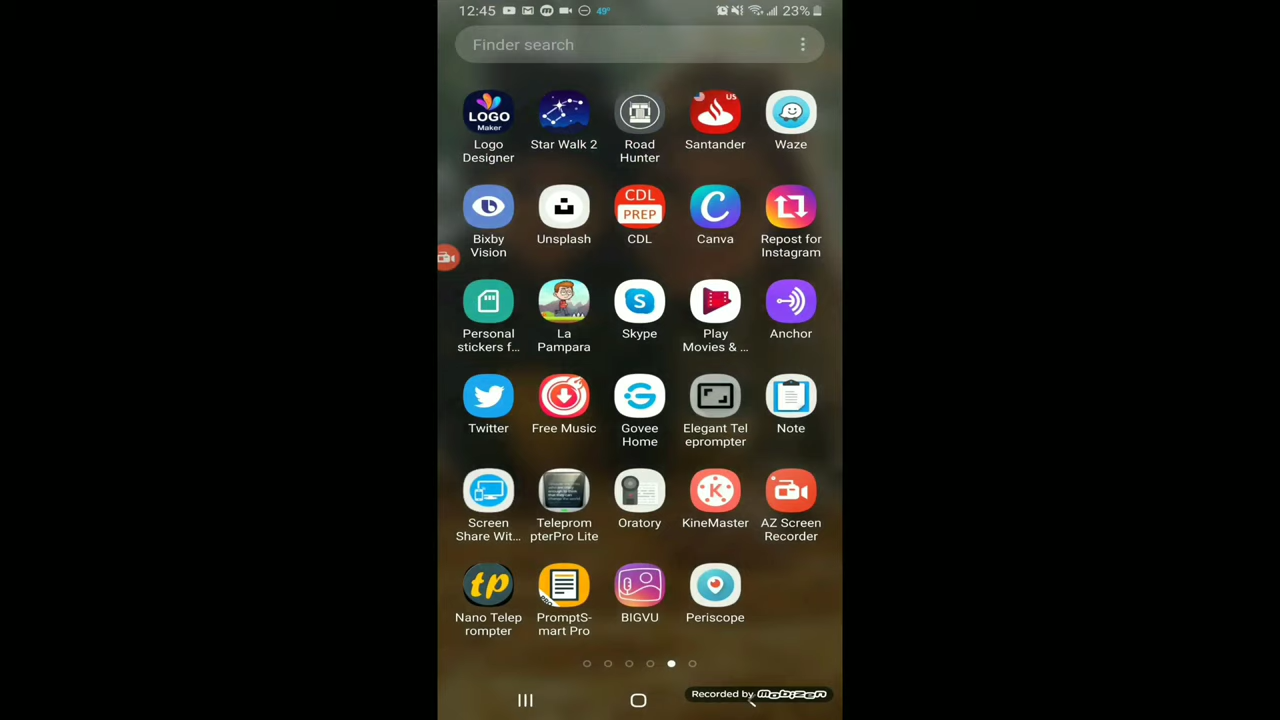 12:45 49° 23%
Finder search
LOGO
Maker
US
Logo
Designer
Star Walk 2
Road
Hunter
Santander
Waze
CDL
PREP
Bixby
Vision
Unsplash
CDL
Canva
Repost for
Instagram
Personal
stickers f...
La
Pampara
Skype
Play
Movies & ...
Anchor
Twitter
Free Music
Govee
Home
Elegant Tel
eprompter
Note
Screen
Share Wit...
Teleprom
pterPro Lite
Oratory
KineMaster
AZ Screen
Recorder
tp
PRO
Nano Telep
rompter
PromptS-
mart Pro
BIGVU
Periscope
Recorded by mobizen